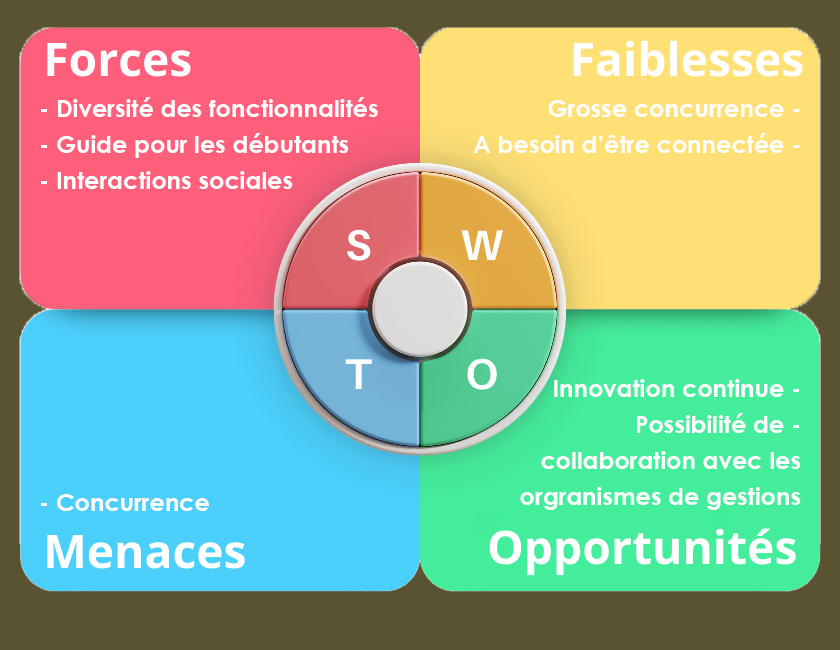 Forces
- Diversité des fonctionnalités
- Guide pour les débutants
- Interactions sociales
Faiblesses
Grosse concurrence -
A besoin d'être connectée -
S
W
T
O
- Concurrence
Menaces
Innovation continue -
Possibilité de -
collaboration avec les
orgranismes de gestions
Opportunités